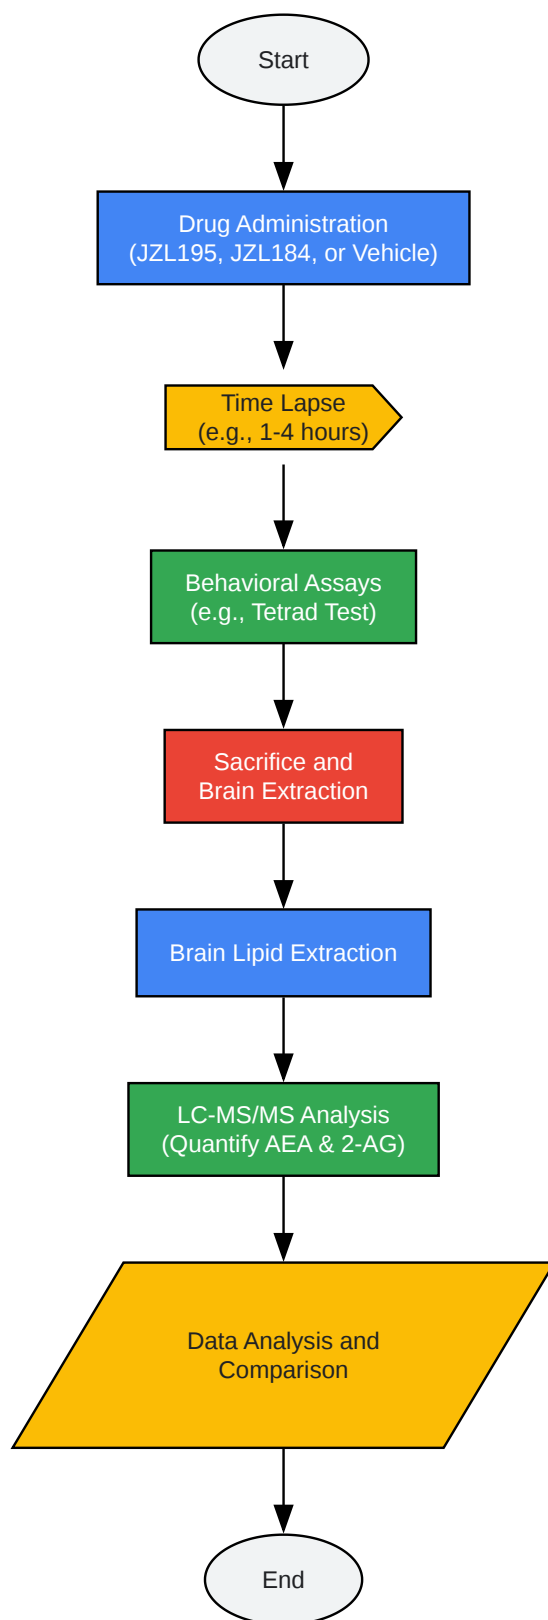 Start
Drug Administration
(JZL195, JZL184, or Vehicle)
Time Lapse
(e.g., 1-4 hours)
Behavioral Assays
(e.g., Tetrad Test)
Sacrifice and
Brain Extraction
Brain Lipid Extraction
LC-MS/MS Analysis
(Quantify AEA & 2-AG)
Data Analysis and
Comparison
End